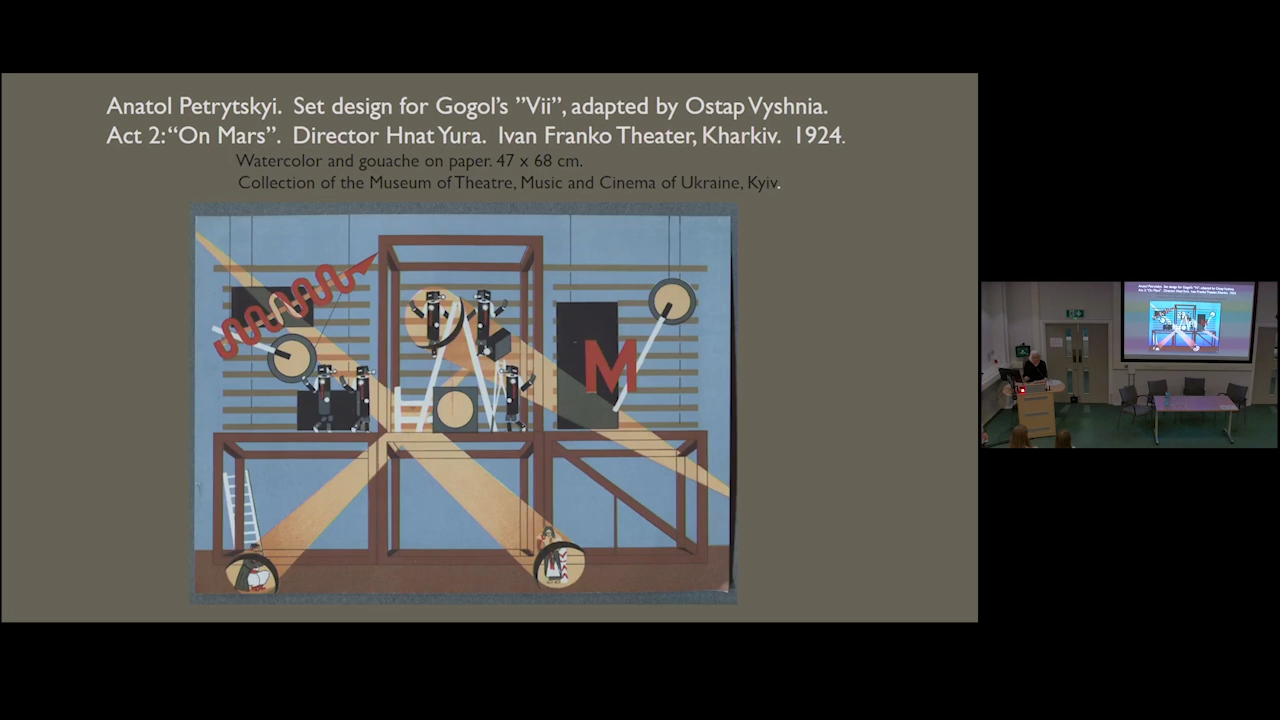 Anatol Petrytskyi. Set design for Gogol's "Vii", adapted by Ostap Vyshnia.
Act 2: "On Mars". Director Hnat Yura. Ivan Franko Theater, Kharkiv. 1924.
Watercolor and gouache on paper. 47 x 68 cm.
Collection of the Museum of Theatre, Music and Cinema of Ukraine, Kyiv.
M